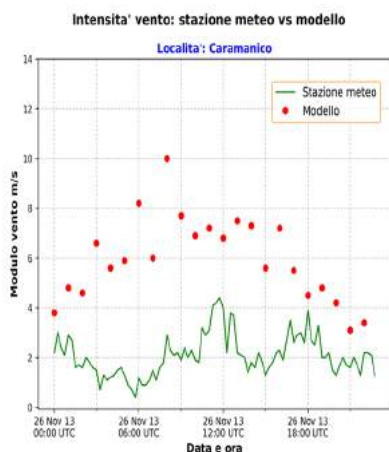 Intensita' vento: stazione meteo vs modello
Localita': Caramanico
Stazione meteo
Modello
Modulo vento m/s
14
12
10
8
6
4
2
0
26 Nov 13
00:00 UTC
26 Nov 13
06:00 UTC
26 Nov 13
12:00 UTC
26 Nov 13
18:00 UTC
Data e ora